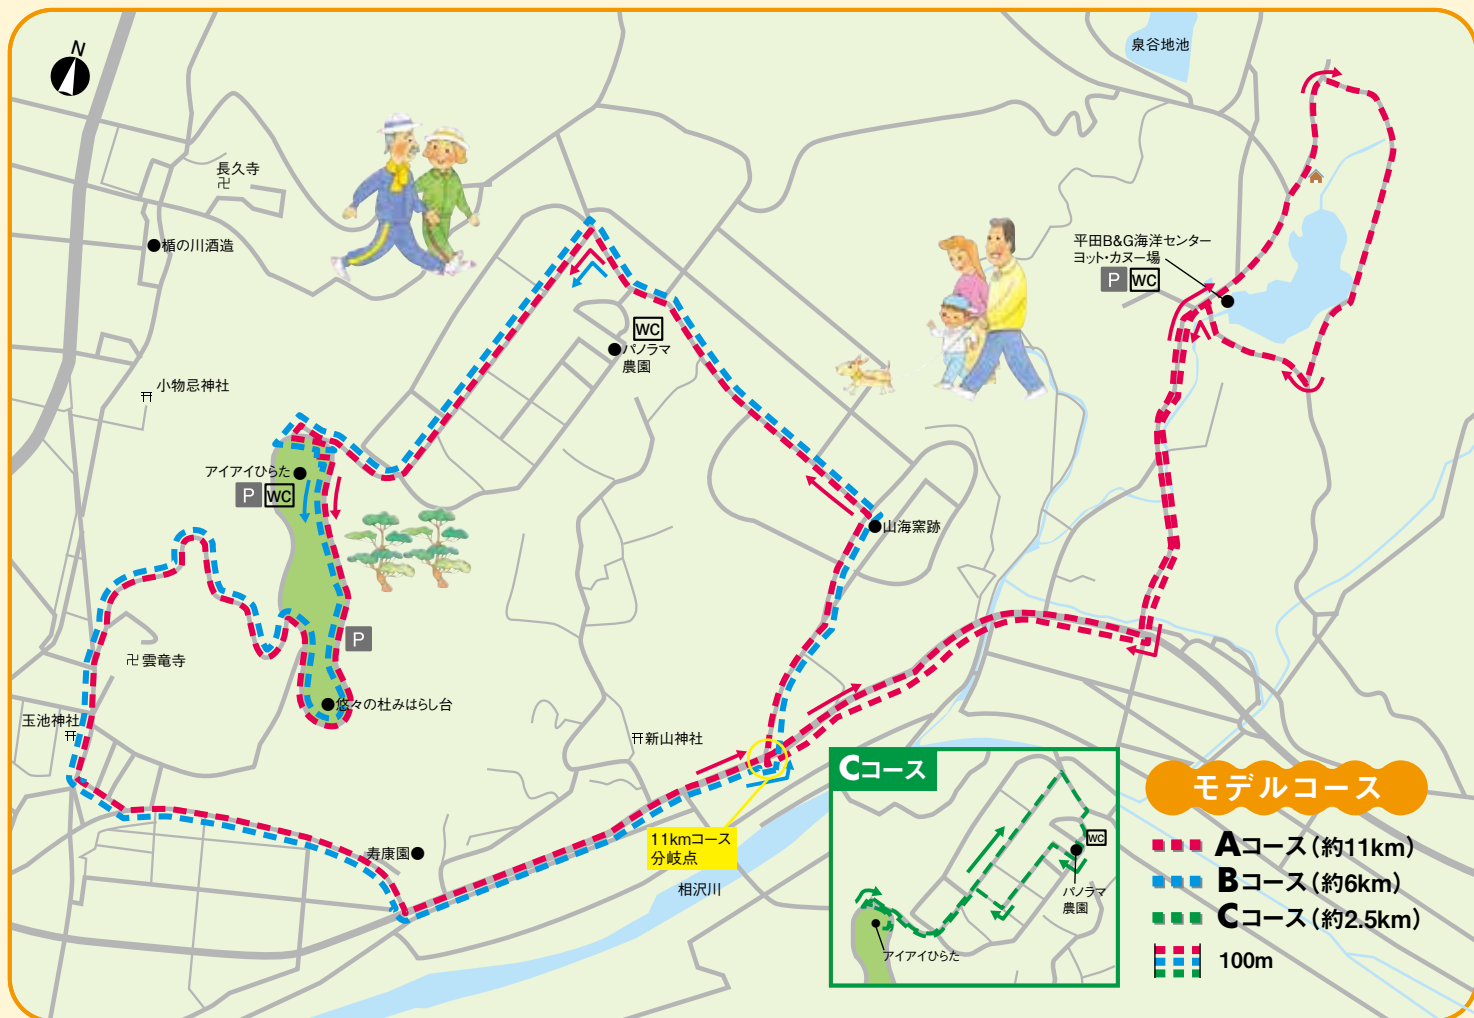 N
泉谷地池
長久寺
卍
楯の川酒造
平田B&G海洋センター
ヨット・カヌー場
P WC
WC
パノラマ
農園
小物忌神社
アイアイひらた
P WC
山海窯跡
P
卍雲竜寺
悠々の杜みはらし台
玉池神社
新山神社
11kmコース
分岐点
寿康園
相沢川
Cコース
WC
パノラマ
農園
アイアイひらた
モデルコース
Aコース(約11km)
Bコース(約6km)
Cコース(約2.5km)
100m